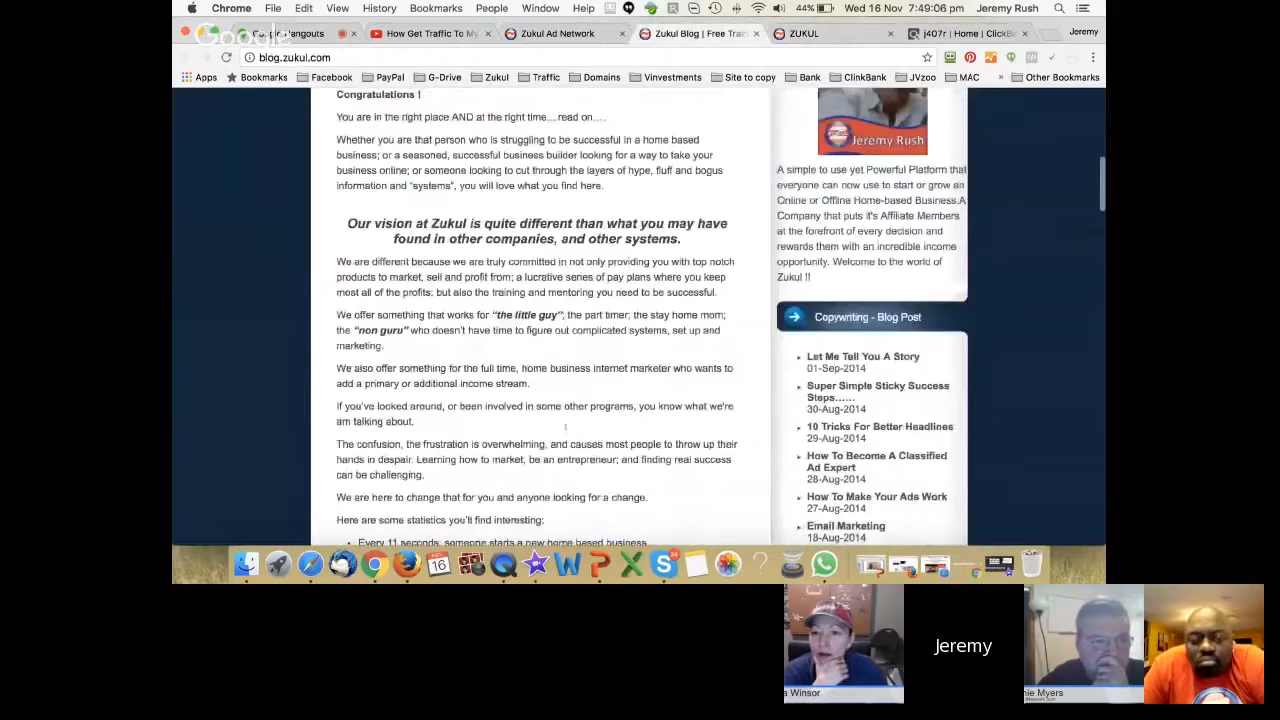 Chrome File Edit View History Bookmarks People Window Help 44% Wed 16 Nov 7:49:06 pm Jeremy Rush
Google
Hangouts
How Get Traffic To My
Zukul Ad Network
Zukul Blog | Free Train
ZUKUL
j407r | Home | ClickBa
Jeremy
blog.zukul.com
Apps Bookmarks Facebook PayPal G-Drive Zukul Traffic Domains Vinvestments Site to copy Bank ClinkBank JVzoo MAC » Other Bookmarks
Congratulations !
You are in the right place AND at the right time....read on....
Whether you are that person who is struggling to be successful in a home based
business; or a seasoned, successful business builder looking for a way to take your
business online; or someone looking to cut through the layers of hype, fluff and bogus
information and "systems", you will love what you find here.
Our vision at Zukul is quite different than what you may have
found in other companies, and other systems.
We are different because we are truly committed in not only providing you with top notch
products to market, sell and profit from; a lucrative series of pay plans where you keep
most all of the profits; but also the training and mentoring you need to be successful.
We offer something that works for "the little guy"; the part timer; the stay home mom;
the "non guru" who doesn't have time to figure out complicated systems, set up and
marketing.
We also offer something for the full time, home business internet marketer who wants to
add a primary or additional income stream.
If you've looked around, or been involved in some other programs, you know what we're
am talking about.
The confusion, the frustration is overwhelming, and causes most people to throw up their
hands in despair. Learning how to market; be an entrepreneur; and finding real success
can be challenging.
We are here to change that for you and anyone looking for a change.
Here are some statistics you'll find interesting:
Every 11 seconds, someone starts a new home based business
Jeremy Rush
A simple to use yet Powerful Platform that
everyone can now use to start or grow an
Online or Offline Home-based Business.A
Company that puts it's Affiliate Members
at the forefront of every decision and
rewards them with an incredible income
opportunity. Welcome to the world of
Zukul !!
Copywriting - Blog Post
Let Me Tell You A Story
01-Sep-2014
Super Simple Sticky Success
Steps......
30-Aug-2014
10 Tricks For Better Headlines
29-Aug-2014
How To Become A Classified
Ad Expert
28-Aug-2014
How To Make Your Ads Work
27-Aug-2014
Email Marketing
18-Aug-2014
16
34
a Winsor
Jeremy
nie Myers